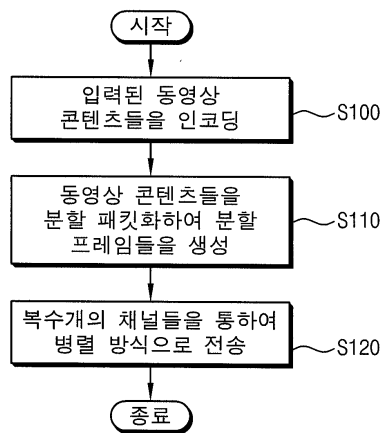 시작
입력된 동영상
콘텐츠들을 인코딩
S100
동영상 콘텐츠들을
분할 패킷화하여 분할
프레임들을 생성
S110
복수개의 채널들을 통하여
병렬 방식으로 전송
S120
종료